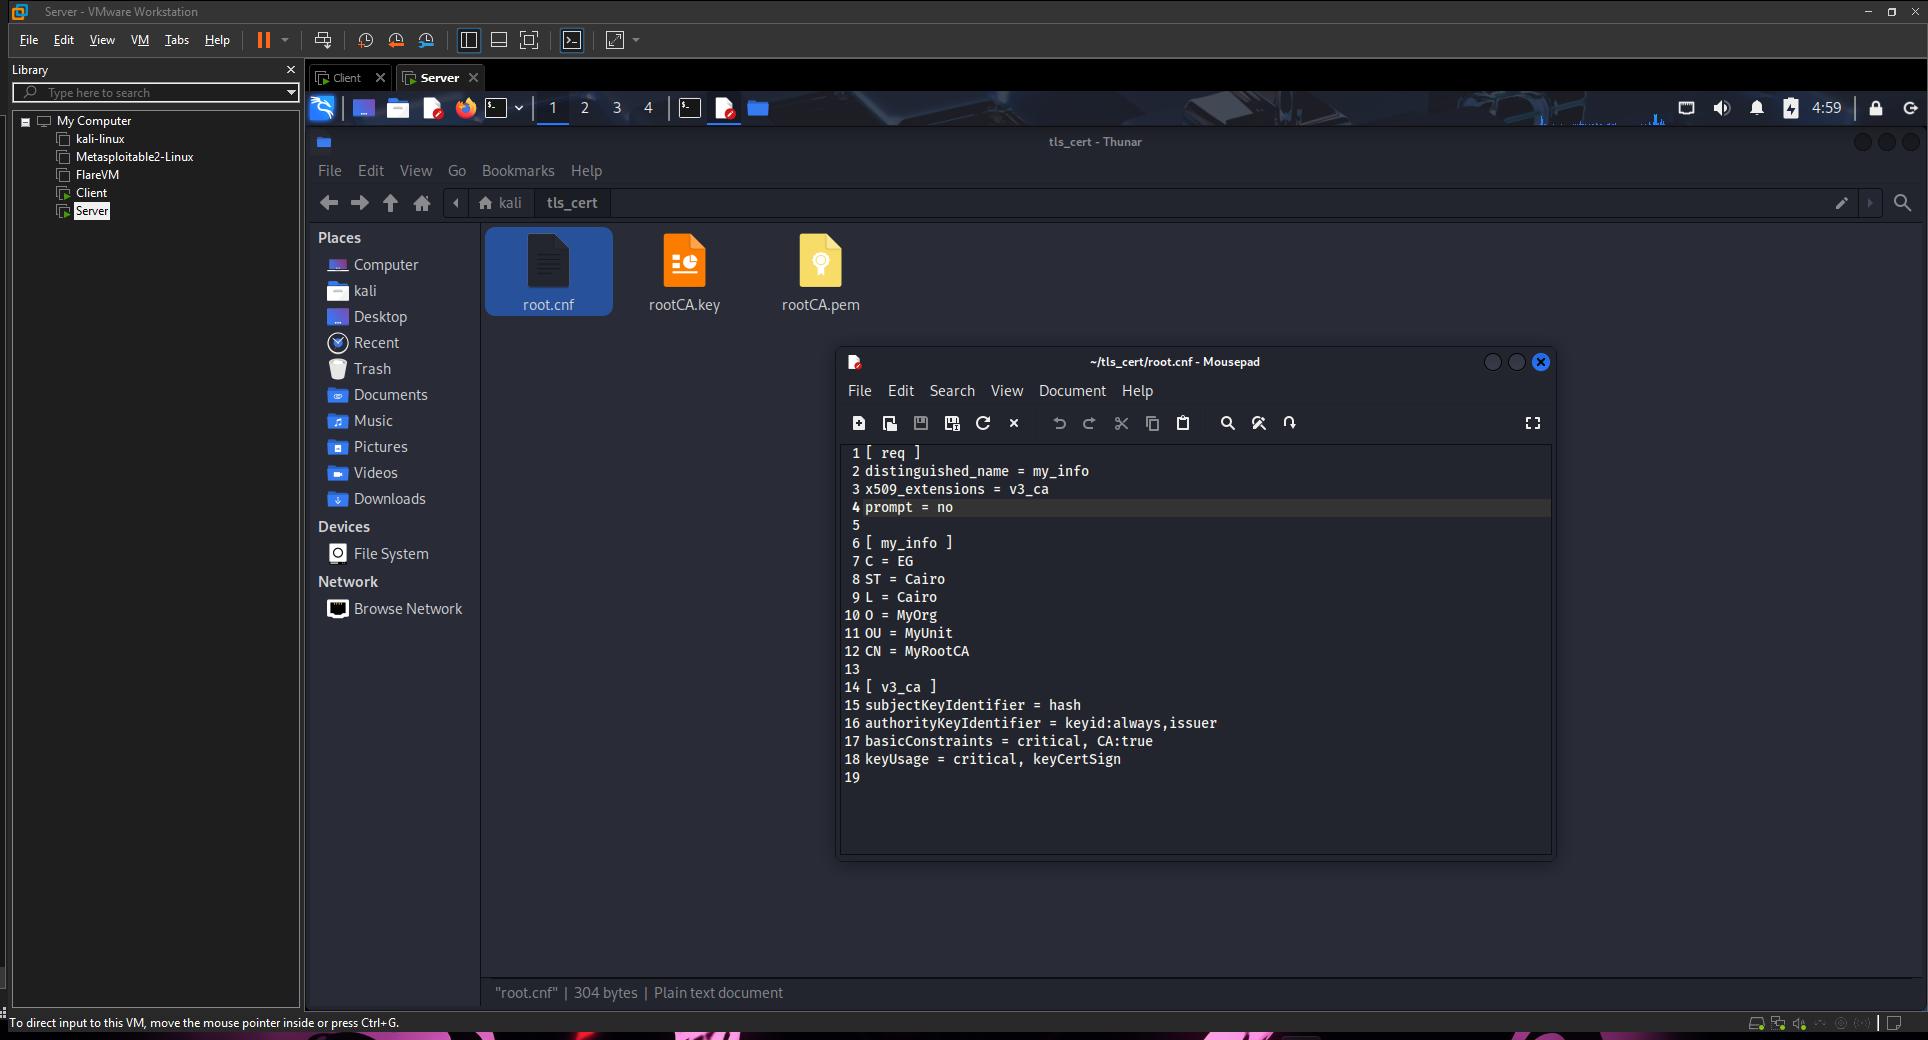 Server - VMware Workstation
File Edit View VM Tabs Help
Library
Type here to search
My Computer
kali-linux
Metasploitable2-Linux
FlareVM
Client
Server
Client
Server
1 2 3 4
4:59
tls_cert - Thunar
File Edit View Go Bookmarks Help
kali
tls_cert
Places
Computer
kali
Desktop
Recent
Trash
Documents
Music
Pictures
Videos
Downloads
Devices
File System
Network
Browse Network
root.cnf
rootCA.key
rootCA.pem
~/tls_cert/root.cnf - Mousepad
File Edit Search View Document Help
1 [ req ]
2 distinguished_name = my_info
3 x509_extensions = v3_ca
4 prompt = no
5
6 [ my_info ]
7 C = EG
8 ST = Cairo
9 L = Cairo
10 O = MyOrg
11 OU = MyUnit
12 CN = MyRootCA
13
14 [ v3_ca ]
15 subjectKeyIdentifier = hash
16 authorityKeyIdentifier = keyid:always,issuer
17 basicConstraints = critical, CA:true
18 keyUsage = critical, keyCertSign
19
"root.cnf" | 304 bytes | Plain text document
To direct input to this VM, move the mouse pointer inside or press Ctrl+G.